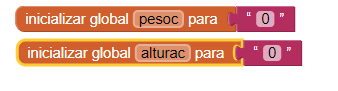 inicializar global pesoc para " 0 "
inicializar global alturac para " 0 "